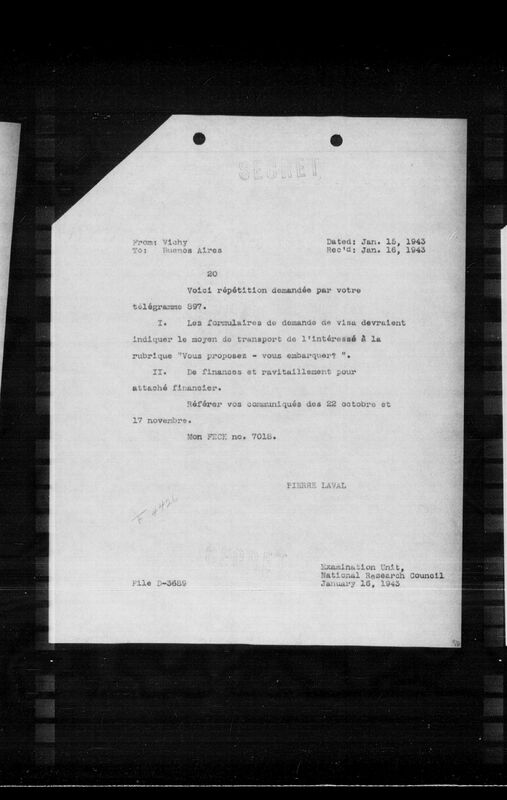 SECRET
From: Vichy Dated: Jan. 15, 1943
To: Buenos Aires Rec'd: Jan. 16, 1943
20
Voici répétition demandée par votre
télégramme 897.
I. Les formulaires de demande de visa devraient
indiquer le moyen de transport de l'intéressé à la
rubrique "Vous proposez - vous embarquer? ".
II. De finances et ravitaillement pour
attaché financier.
Référer vos communiqués des 22 octobre et
17 novembre.
Mon FECK no. 7018.
PIERRE LAVAL
F 4426
SECRET
Examination Unit,
National Research Council
File D-3689 January 16, 1943